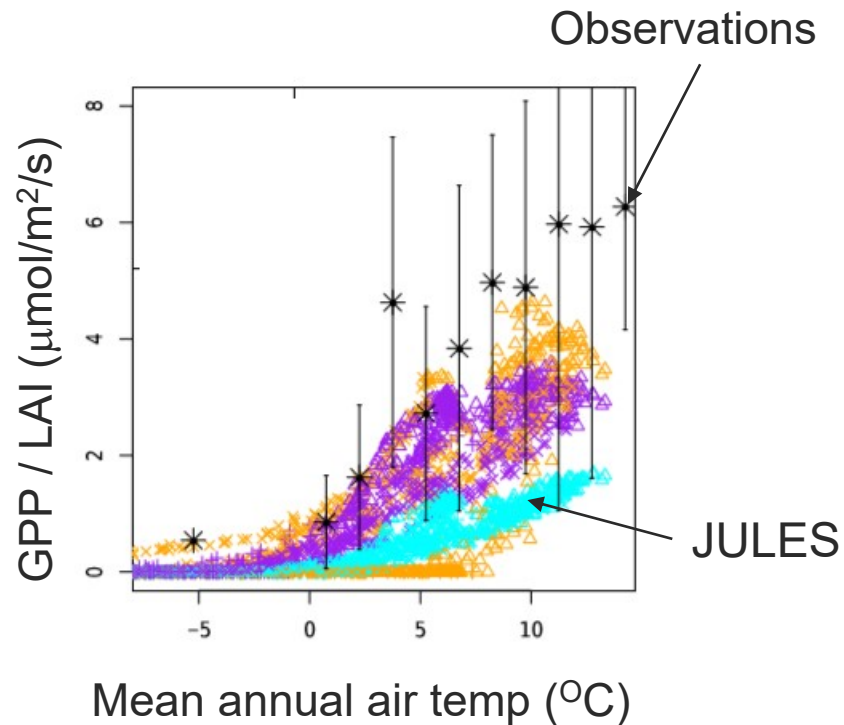 Observations
8
6
4
2
0
GPP / LAI (μmol/m²/s)
JULES
−5 0 5 10
Mean annual air temp (ᴼC)